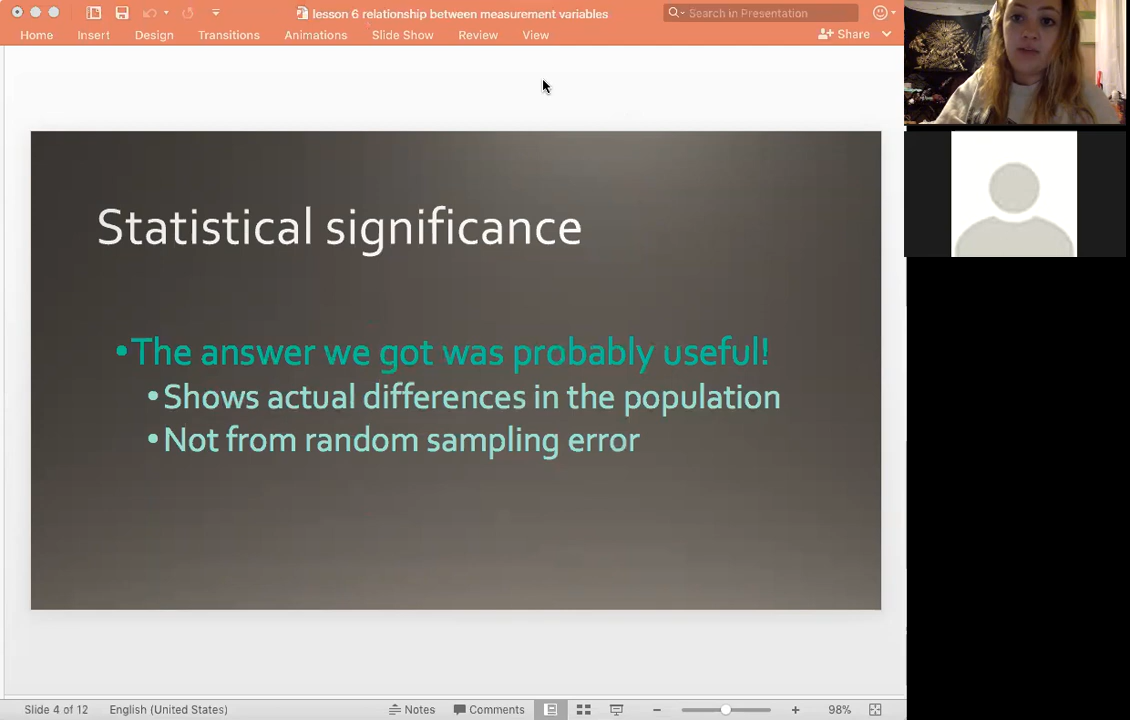 lesson 6 relationship between measurement variables
Search in Presentation
Home Insert Design Transitions Animations Slide Show Review View
Share
Statistical significance
•The answer we got was probably useful!
•Shows actual differences in the population
•Not from random sampling error
Slide 4 of 12 English (United States) Notes Comments 98%